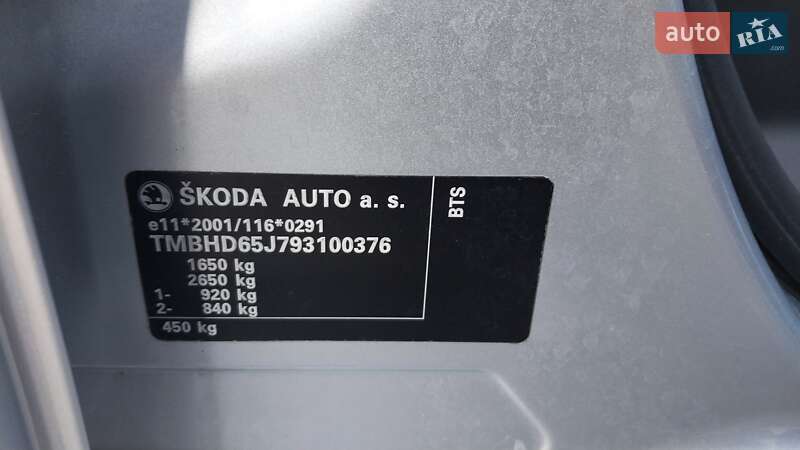 auto RIA .com
ŠKODA AUTO a. s.
e11*2001/116*0291
TMBHD65J793100376
1650 kg
2650 kg
1- 920 kg
2- 840 kg
450 kg
BTS